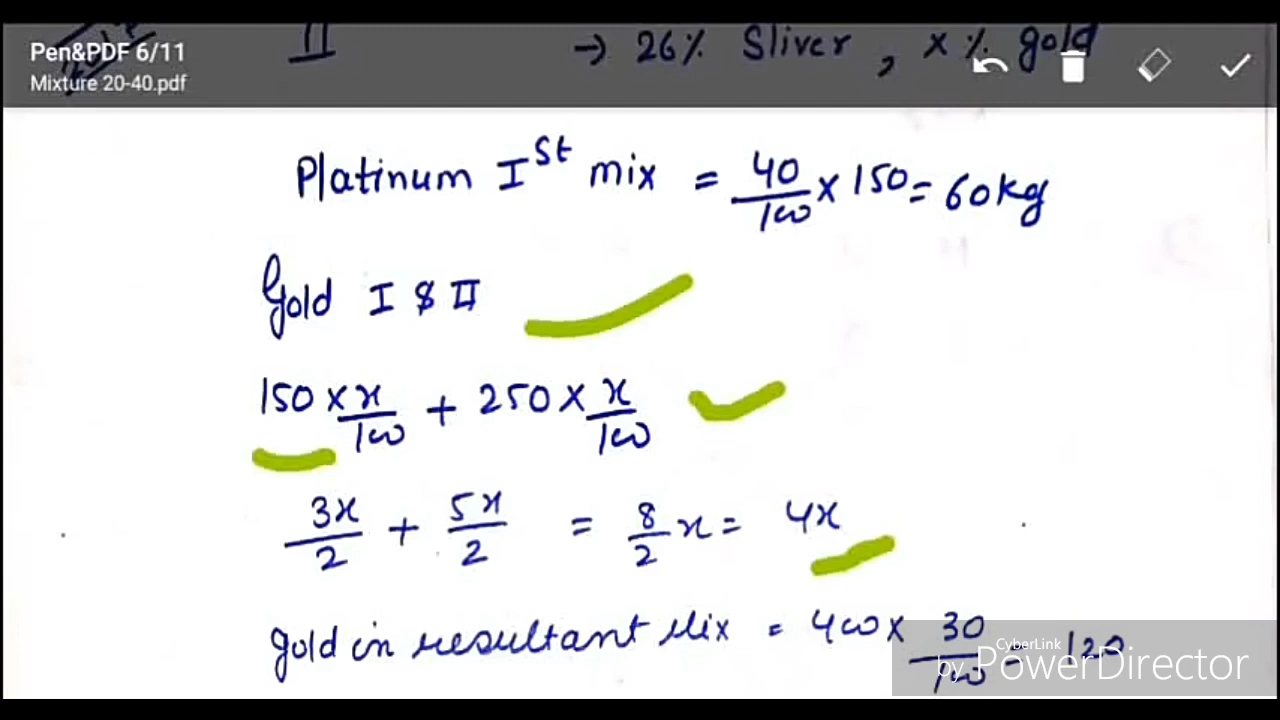 Pen&PDF 6/11
Mixture 20-40.pdf
II → 26% Sliver , x % gold
Platinum I St mix = 40/100 x 150 = 60kg
Gold I & II
150 x x/100 + 250 x x/100
3x/2 + 5x/2 = 8/2 x = 4x
gold in resultant Mix = 400 x 30/100 = 120
CyberLink
by PowerDirector